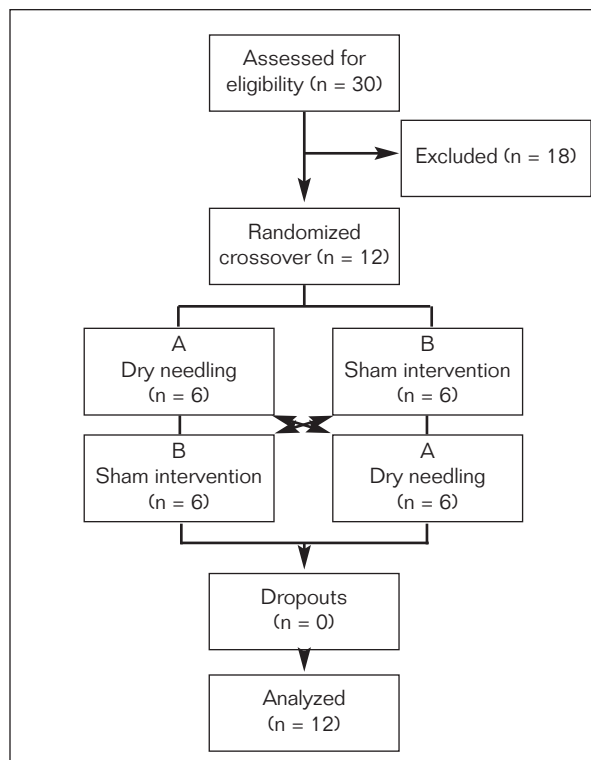 Assessed for
eligibility (n = 30)
Excluded (n = 18)
Randomized
crossover (n = 12)
A
Dry needling
(n = 6)
B
Sham intervention
(n = 6)
B
Sham intervention
(n = 6)
A
Dry needling
(n = 6)
Dropouts
(n = 0)
Analyzed
(n = 12)